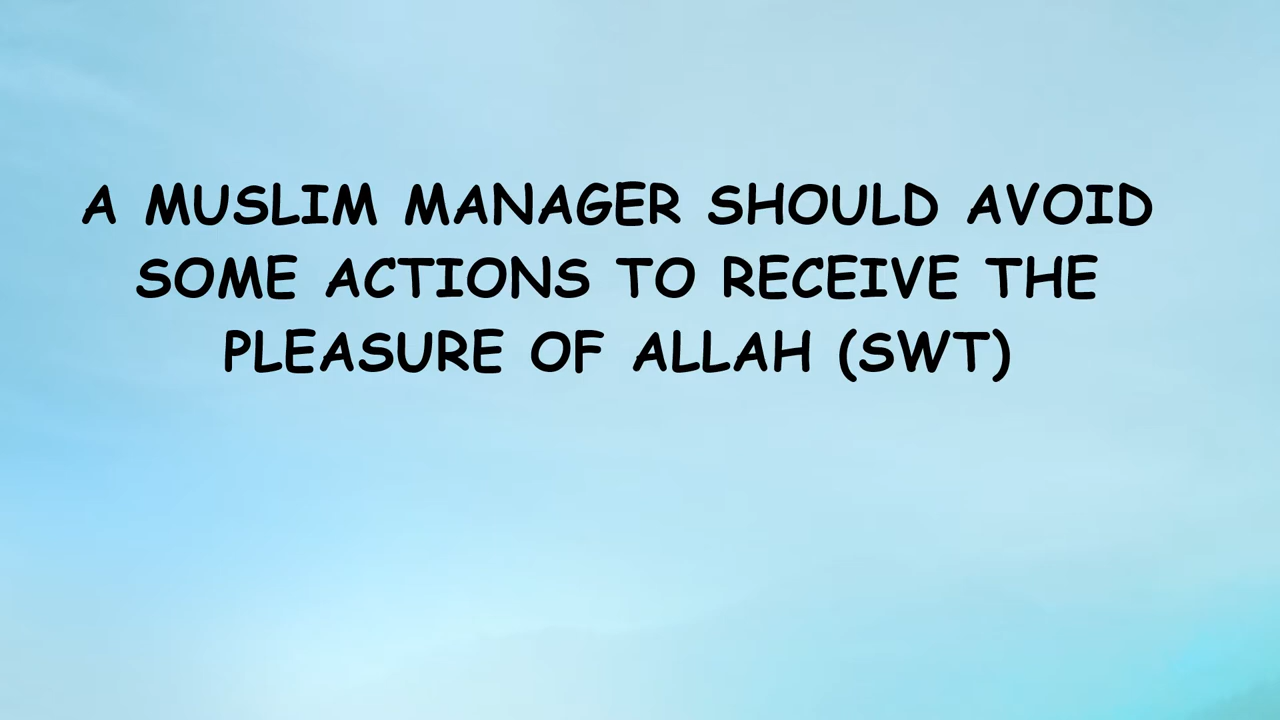 A MUSLIM MANAGER SHOULD AVOID
SOME ACTIONS TO RECEIVE THE
PLEASURE OF ALLAH (SWT)